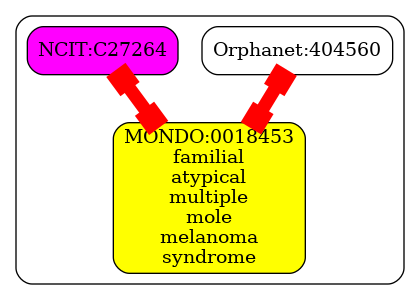 NCIT:C27264
Orphanet:404560
MONDO:0018453
familial
atypical
multiple
mole
melanoma
syndrome